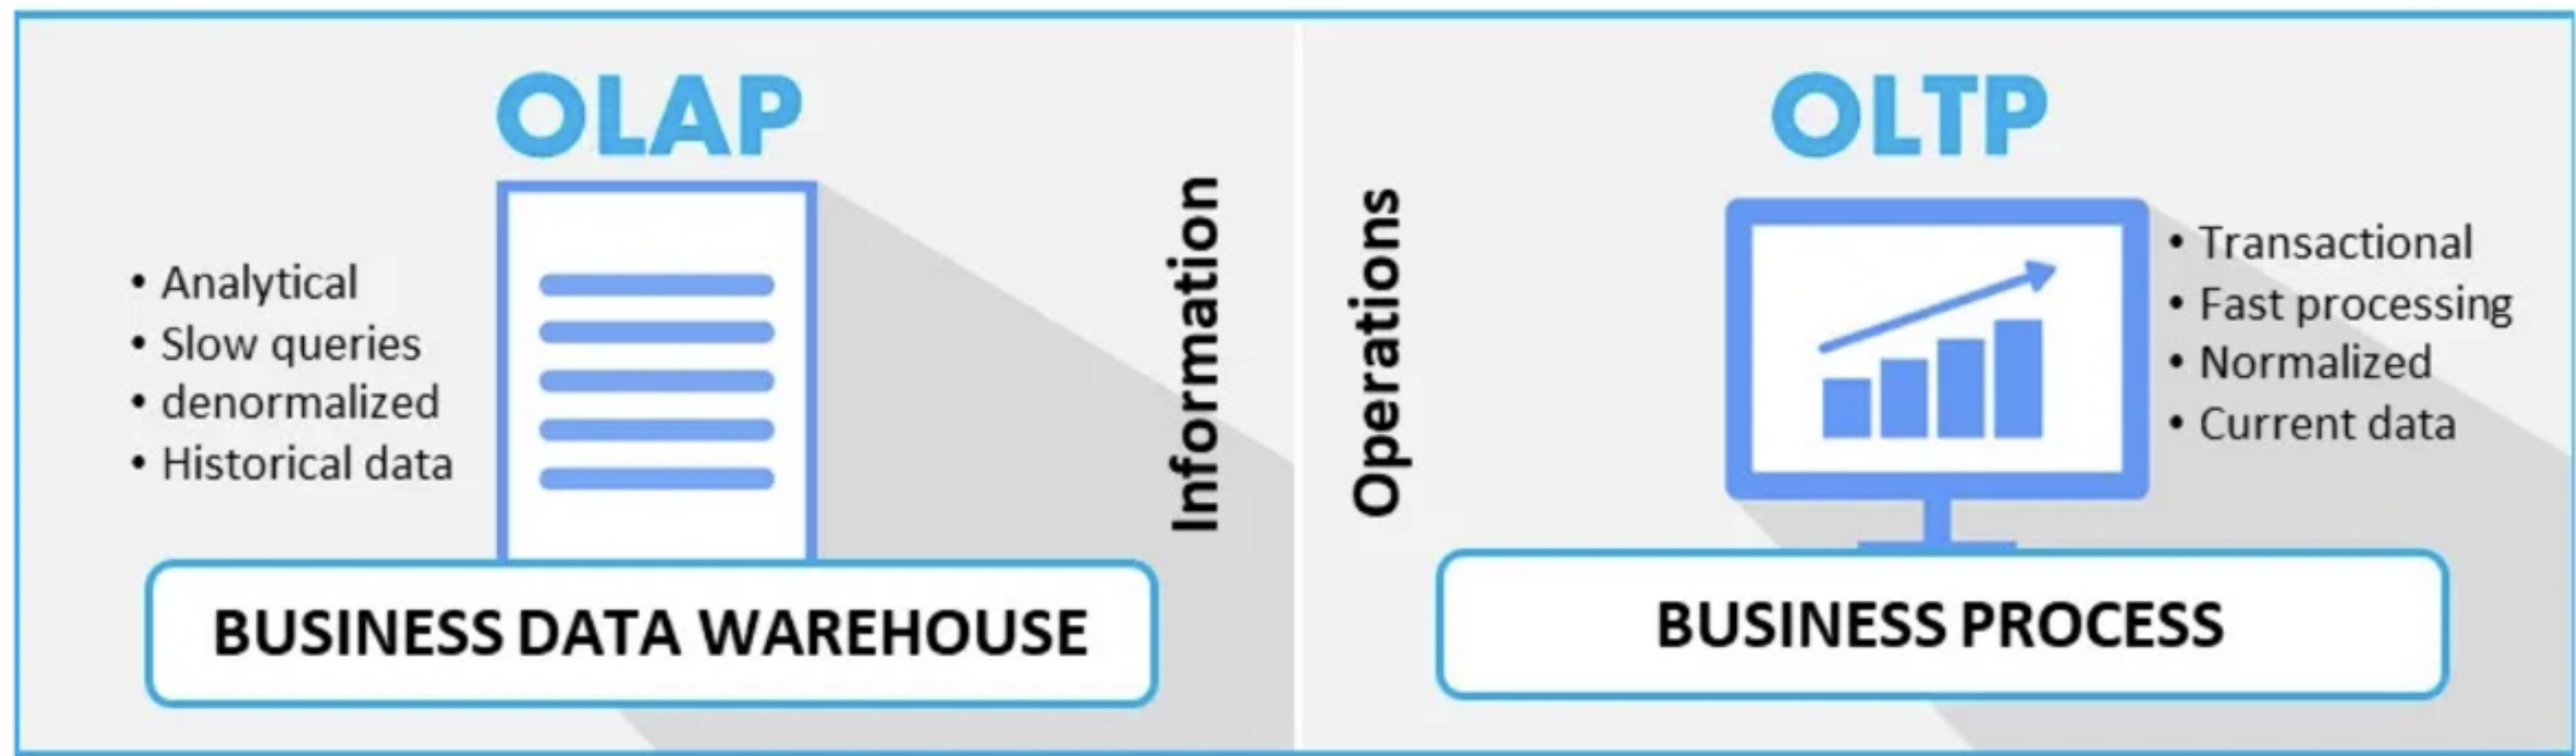 OLAP
• Analytical
• Slow queries
• denormalized
• Historical data
Information
BUSINESS DATA WAREHOUSE
OLTP
Operations
• Transactional
• Fast processing
• Normalized
• Current data
BUSINESS PROCESS